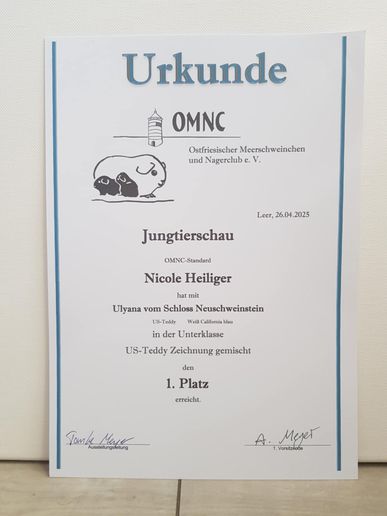 Urkunde
OMNC
Ostfriesischer Meerschweinchen
und Nagerclub e. V.
Leer, 26.04.2025
Jungtierschau
OMNC-Standard
Nicole Heiliger
hat mit
Ulyana vom Schloss Neuschweinstein
US-Teddy Weiß California blau
in der Unterklasse
US-Teddy Zeichnung gemischt
den
1. Platz
erreicht.
Meyer A. Meyer
Ausstellungsleitung 1. Vorsitzende